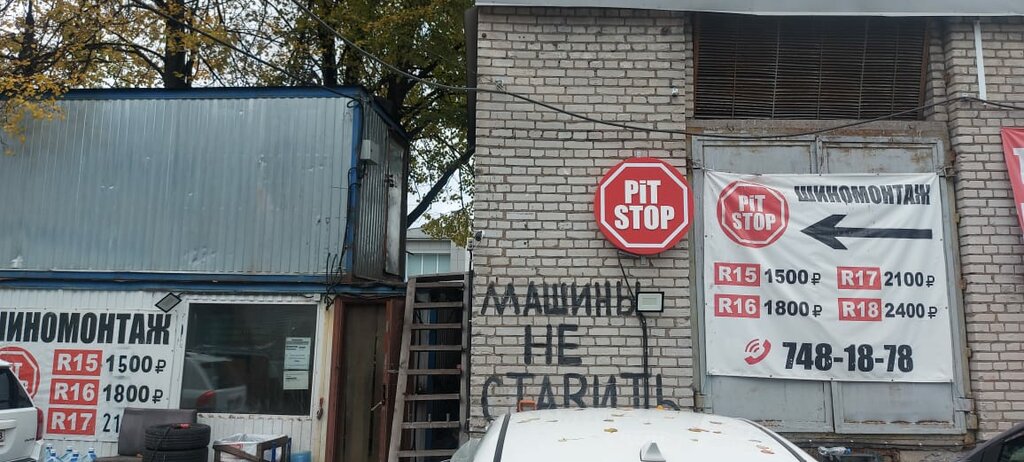 ШИНОМОНТАЖ
R15 1500₽
R16 1800₽
R17 21
PiT
STOP
МАШИНЫ
НЕ
СТАВИТЬ
PiT
STOP
ШИНОМОНТАЖ
R15 1500₽ R17 2100₽
R16 1800₽ R18 2400₽
748-18-78